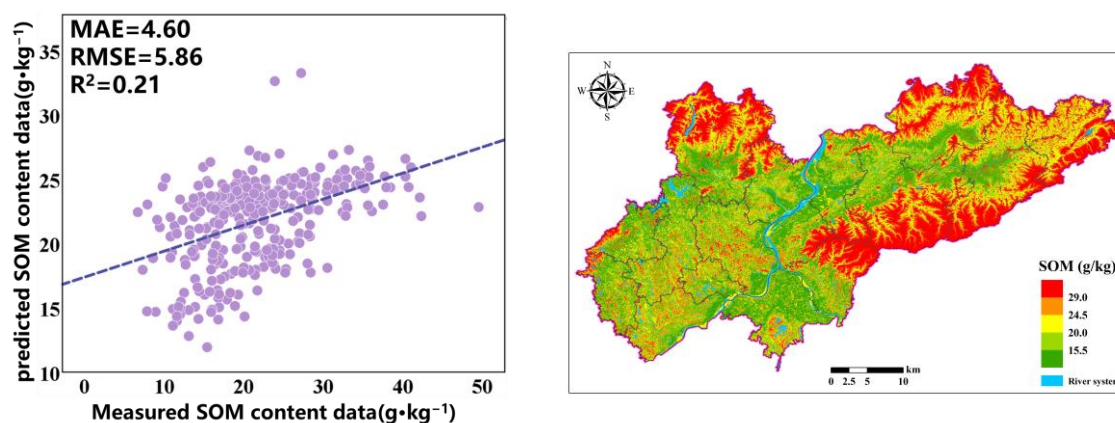 MAE=4.60
RMSE=5.86
R²=0.21
predicted SOM content data(g•kg⁻¹)
35
30
25
20
15
10
0 10 20 30 40 50
Measured SOM content data(g•kg⁻¹)
N
W E
S
SOM (g/kg)
29.0
24.5
20.0
15.5
River system
km
0 2.5 5 10